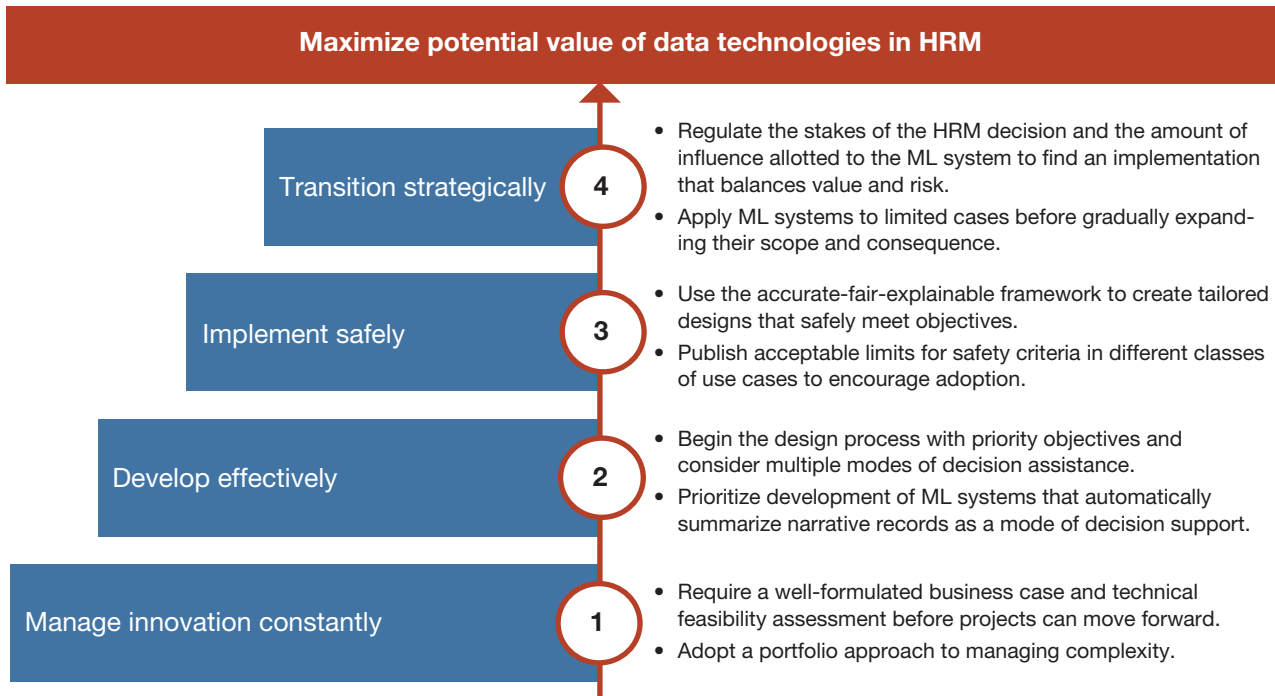 Maximize potential value of data technologies in HRM
Transition strategically
4
• Regulate the stakes of the HRM decision and the amount of
influence allotted to the ML system to find an implementation
that balances value and risk.
• Apply ML systems to limited cases before gradually expand-
ing their scope and consequence.
Implement safely
3
• Use the accurate-fair-explainable framework to create tailored
designs that safely meet objectives.
• Publish acceptable limits for safety criteria in different classes
of use cases to encourage adoption.
Develop effectively
2
• Begin the design process with priority objectives and
consider multiple modes of decision assistance.
• Prioritize development of ML systems that automatically
summarize narrative records as a mode of decision support.
Manage innovation constantly
1
• Require a well-formulated business case and technical
feasibility assessment before projects can move forward.
• Adopt a portfolio approach to managing complexity.